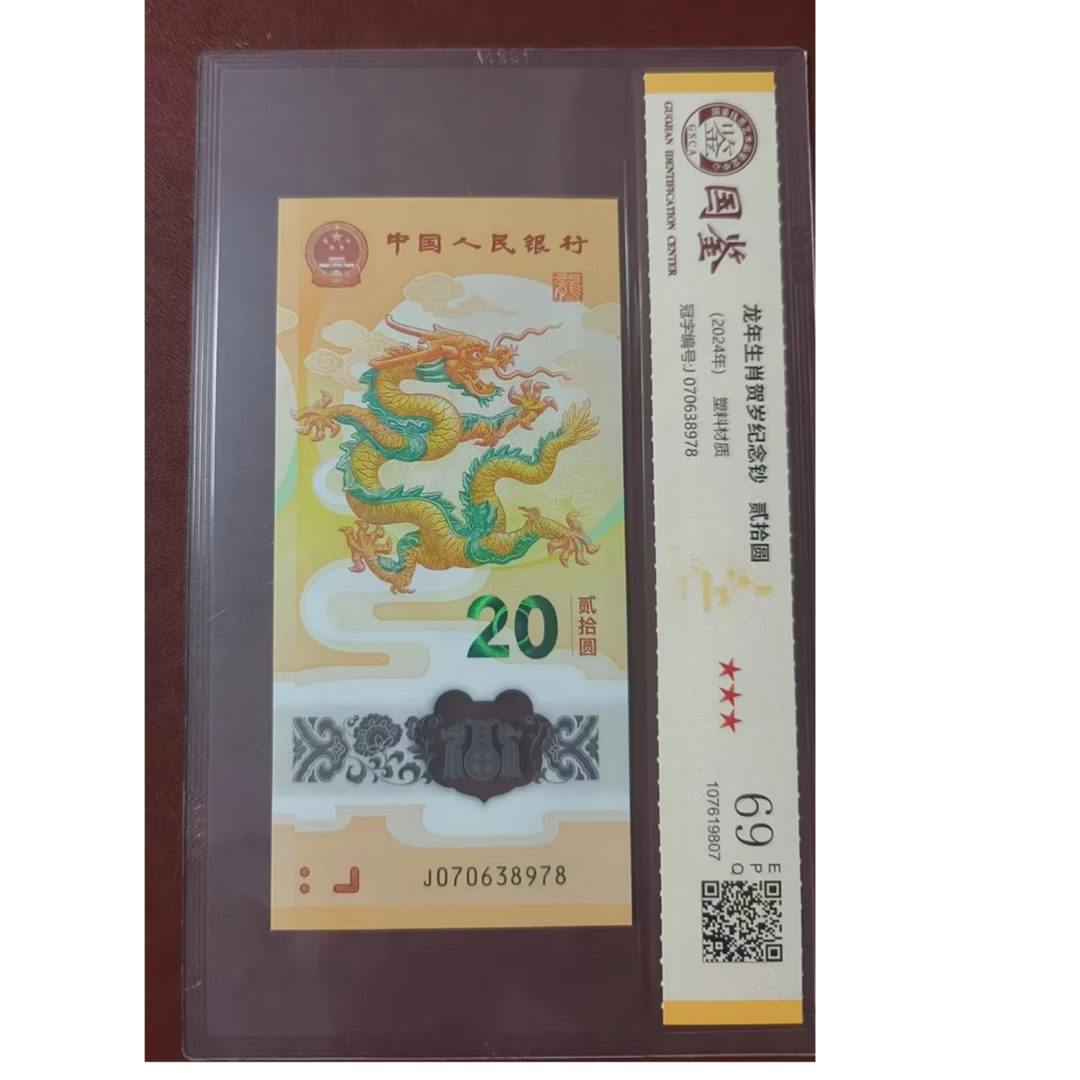 中国人民银行
龍
20
贰拾圆
J070638978
鉴
GSCA
国鉴
GUOJIAN IDENTIFICATION CENTER
龙年生肖贺岁纪念钞 贰拾圆
(2024年) 塑料材质
冠字编号:J 070638978
69
E
P
Q
107619807